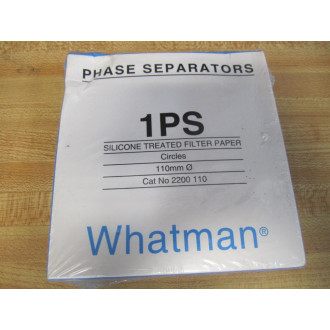 PHASE SEPARATORS
1PS
SILICONE TREATED FILTER PAPER
Circles
110mm Ø
Cat No 2200 110
Whatman®